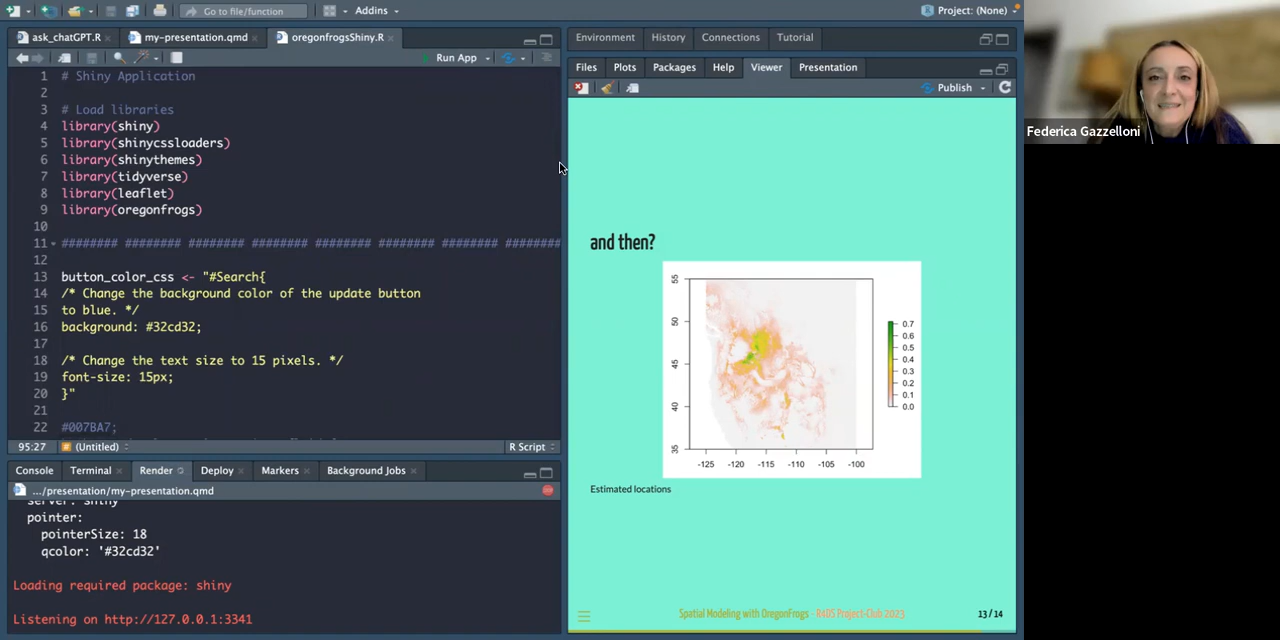 Go to file/function
Addins
Project: (None)
ask_chatGPT.R
my-presentation.qmd
oregonfrogsShiny.R
Run App
1 # Shiny Application
2
3 # Load libraries
4 library(shiny)
5 library(shinycssloaders)
6 library(shinythemes)
7 library(tidyverse)
8 library(leaflet)
9 library(oregonfrogs)
10
11 ######## ######## ######## ######## ######## ######## ######## ########
12
13 button_color_css <- "#Search{
14 /* Change the background color of the update button
15 to blue. */
16 background: #32cd32;
17
18 /* Change the text size to 15 pixels. */
19 font-size: 15px;
20 }"
21
22 #007BA7;
95:27
(Untitled)
R Script
Console
Terminal
Render
Deploy
Markers
Background Jobs
.../presentation/my-presentation.qmd
server: shiny
pointer:
pointerSize: 18
qcolor: '#32cd32'
Loading required package: shiny
Listening on http://127.0.0.1:3341
Environment
History
Connections
Tutorial
Files
Plots
Packages
Help
Viewer
Presentation
Publish
and then?
55
50
45
40
35
-125 -120 -115 -110 -105 -100
0.7
0.6
0.5
0.4
0.3
0.2
0.1
0.0
Estimated locations
Spatial Modeling with OregonFrogs - R4DS Project-Club 2023
13 / 14
Federica Gazzelloni